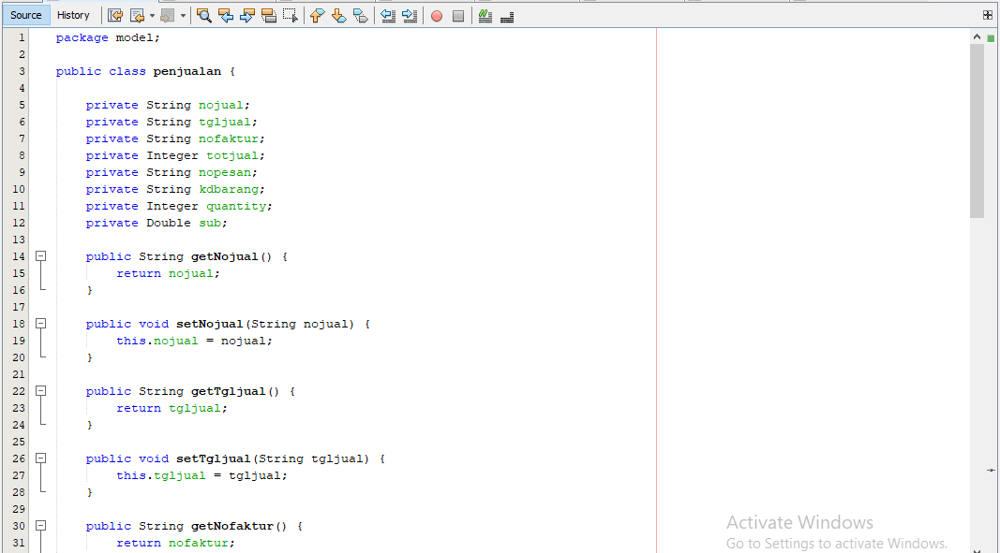 Source History
1 package model;
2
3 public class penjualan {
4
5 private String nojual;
6 private String tgljual;
7 private String nofaktur;
8 private Integer totjual;
9 private String nopesan;
10 private String kdbarang;
11 private Integer quantity;
12 private Double sub;
13
14 public String getNojual() {
15 return nojual;
16 }
17
18 public void setNojual(String nojual) {
19 this.nojual = nojual;
20 }
21
22 public String getTgljual() {
23 return tgljual;
24 }
25
26 public void setTgljual(String tgljual) {
27 this.tgljual = tgljual;
28 }
29
30 public String getNofaktur() {
31 return nofaktur;
Activate Windows
Go to Settings to activate Windows.